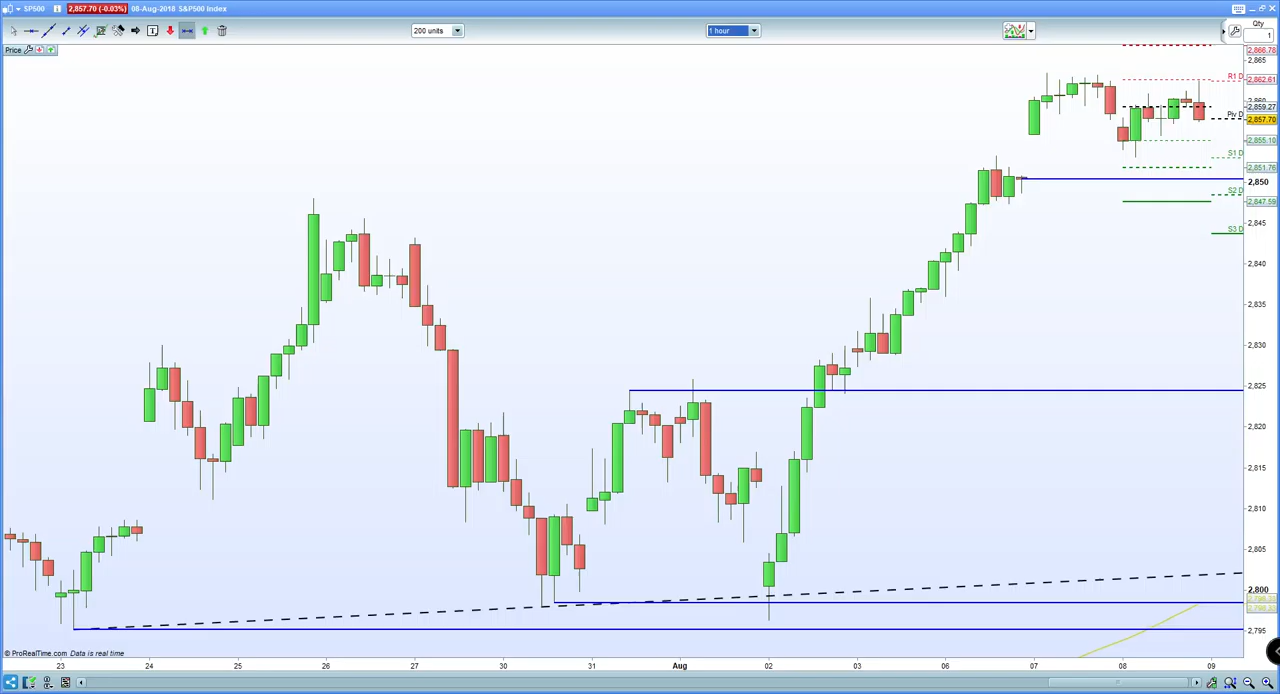 SP500 2,857.70 (-0.03%) 08-Aug-2018 S&P500 Index
200 units 1 hour Qty
1
Price
2,866.78
2,865
R1 D 2,862.61
2,860
2,859.27
Piv D 2,857.70
2,855.10
S1 D
2,851.76
2,850
S2 D
2,847.59
2,845
S3 D
2,840
2,835
2,830
2,825
2,820
2,815
2,810
2,805
2,800
2,795
© ProRealTime.com Data is real time
23 24 25 26 27 30 31 Aug 02 03 06 07 08 09